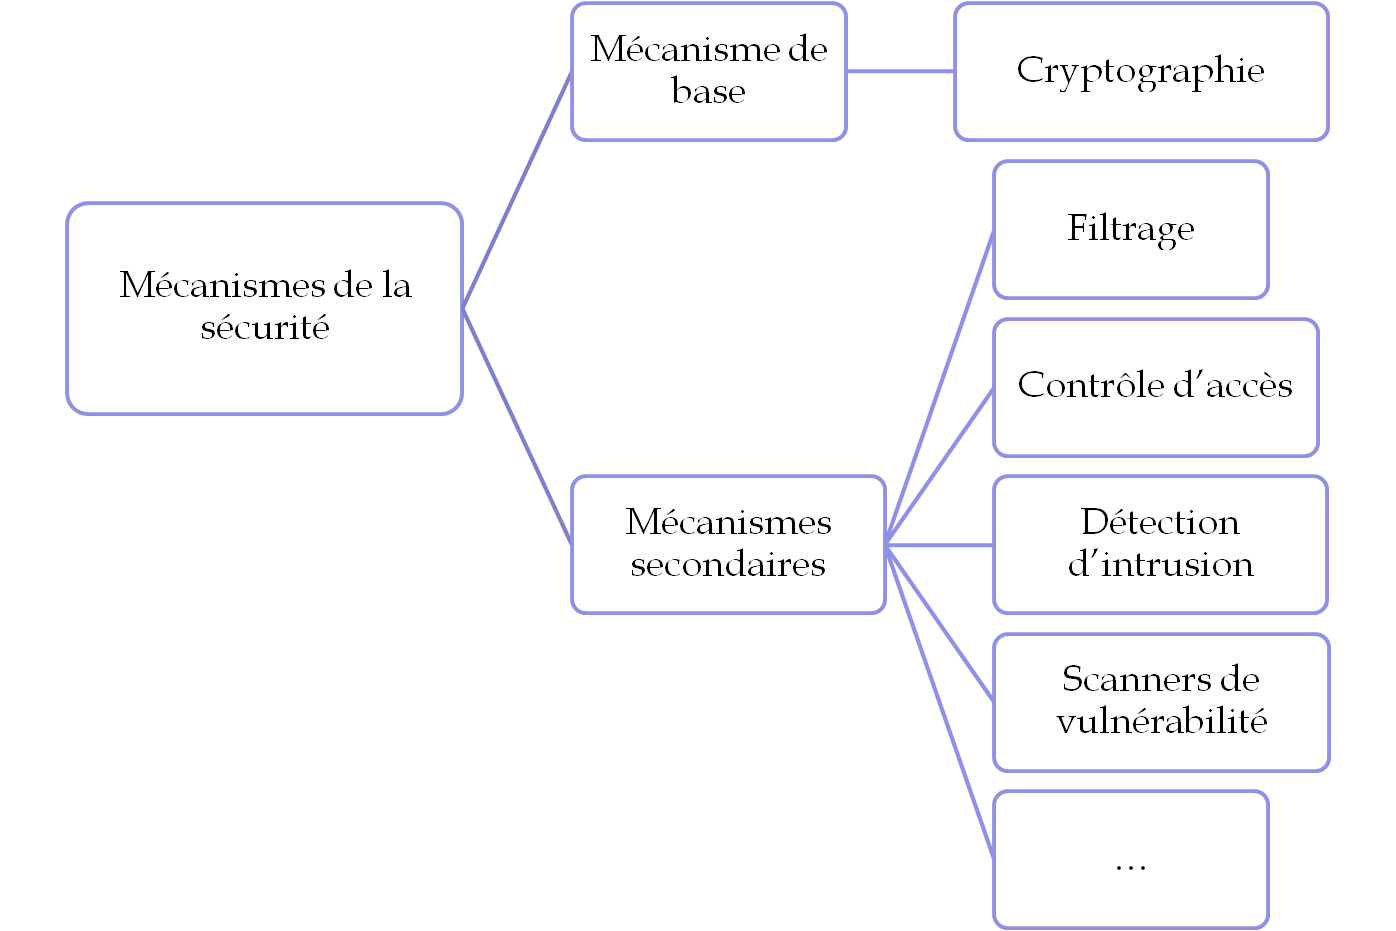 Mécanisme de
base
Cryptographie
Filtrage
Mécanismes de la
sécurité
Contrôle d’accès
Mécanismes
secondaires
Détection
d’intrusion
Scanners de
vulnérabilité
…